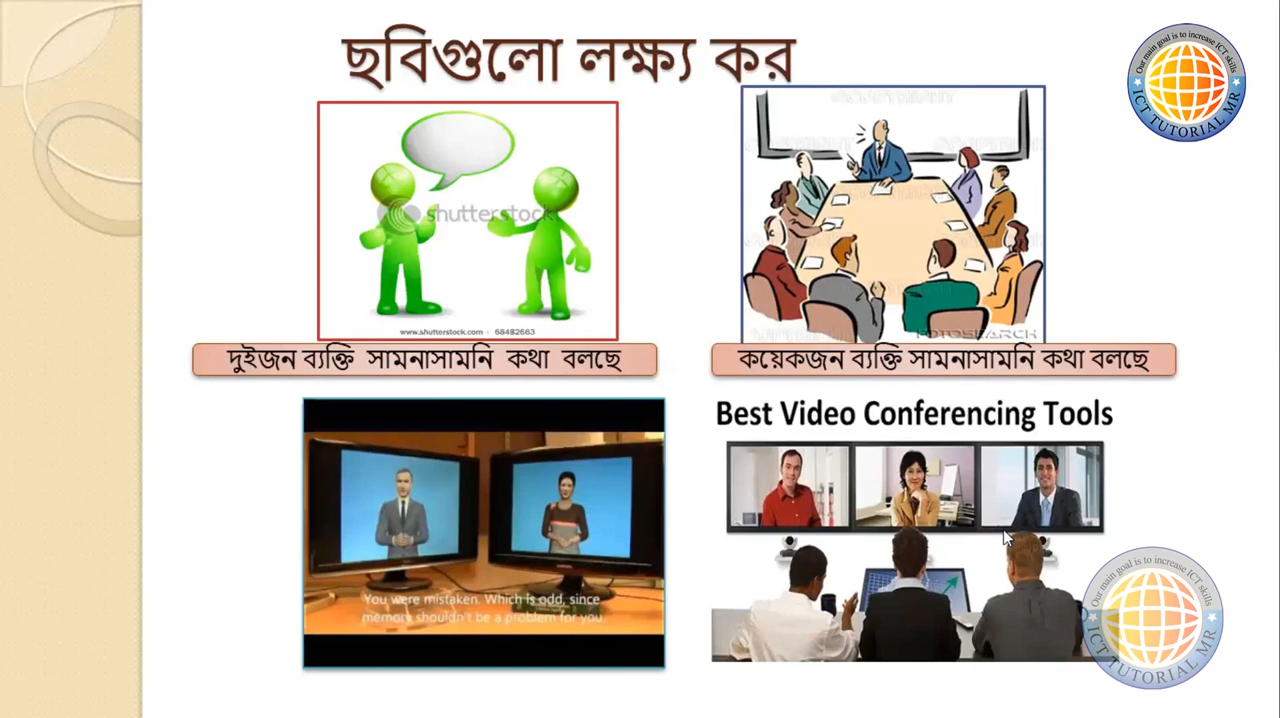 ছবিগুলো লক্ষ্য কর
Our main goal is to increase ICT skills
ICT TUTORIAL MR
shutterstock
www.shutterstock.com · 68482663
FOTOSEARCH
দুইজন ব্যক্তি সামনাসামনি কথা বলছে
কয়েকজন ব্যক্তি সামনাসামনি কথা বলছে
Best Video Conferencing Tools
You were mistaken. Which is odd, since
memory shouldn't be a problem for you.
Our main goal is to increase ICT skills
ICT TUTORIAL MR